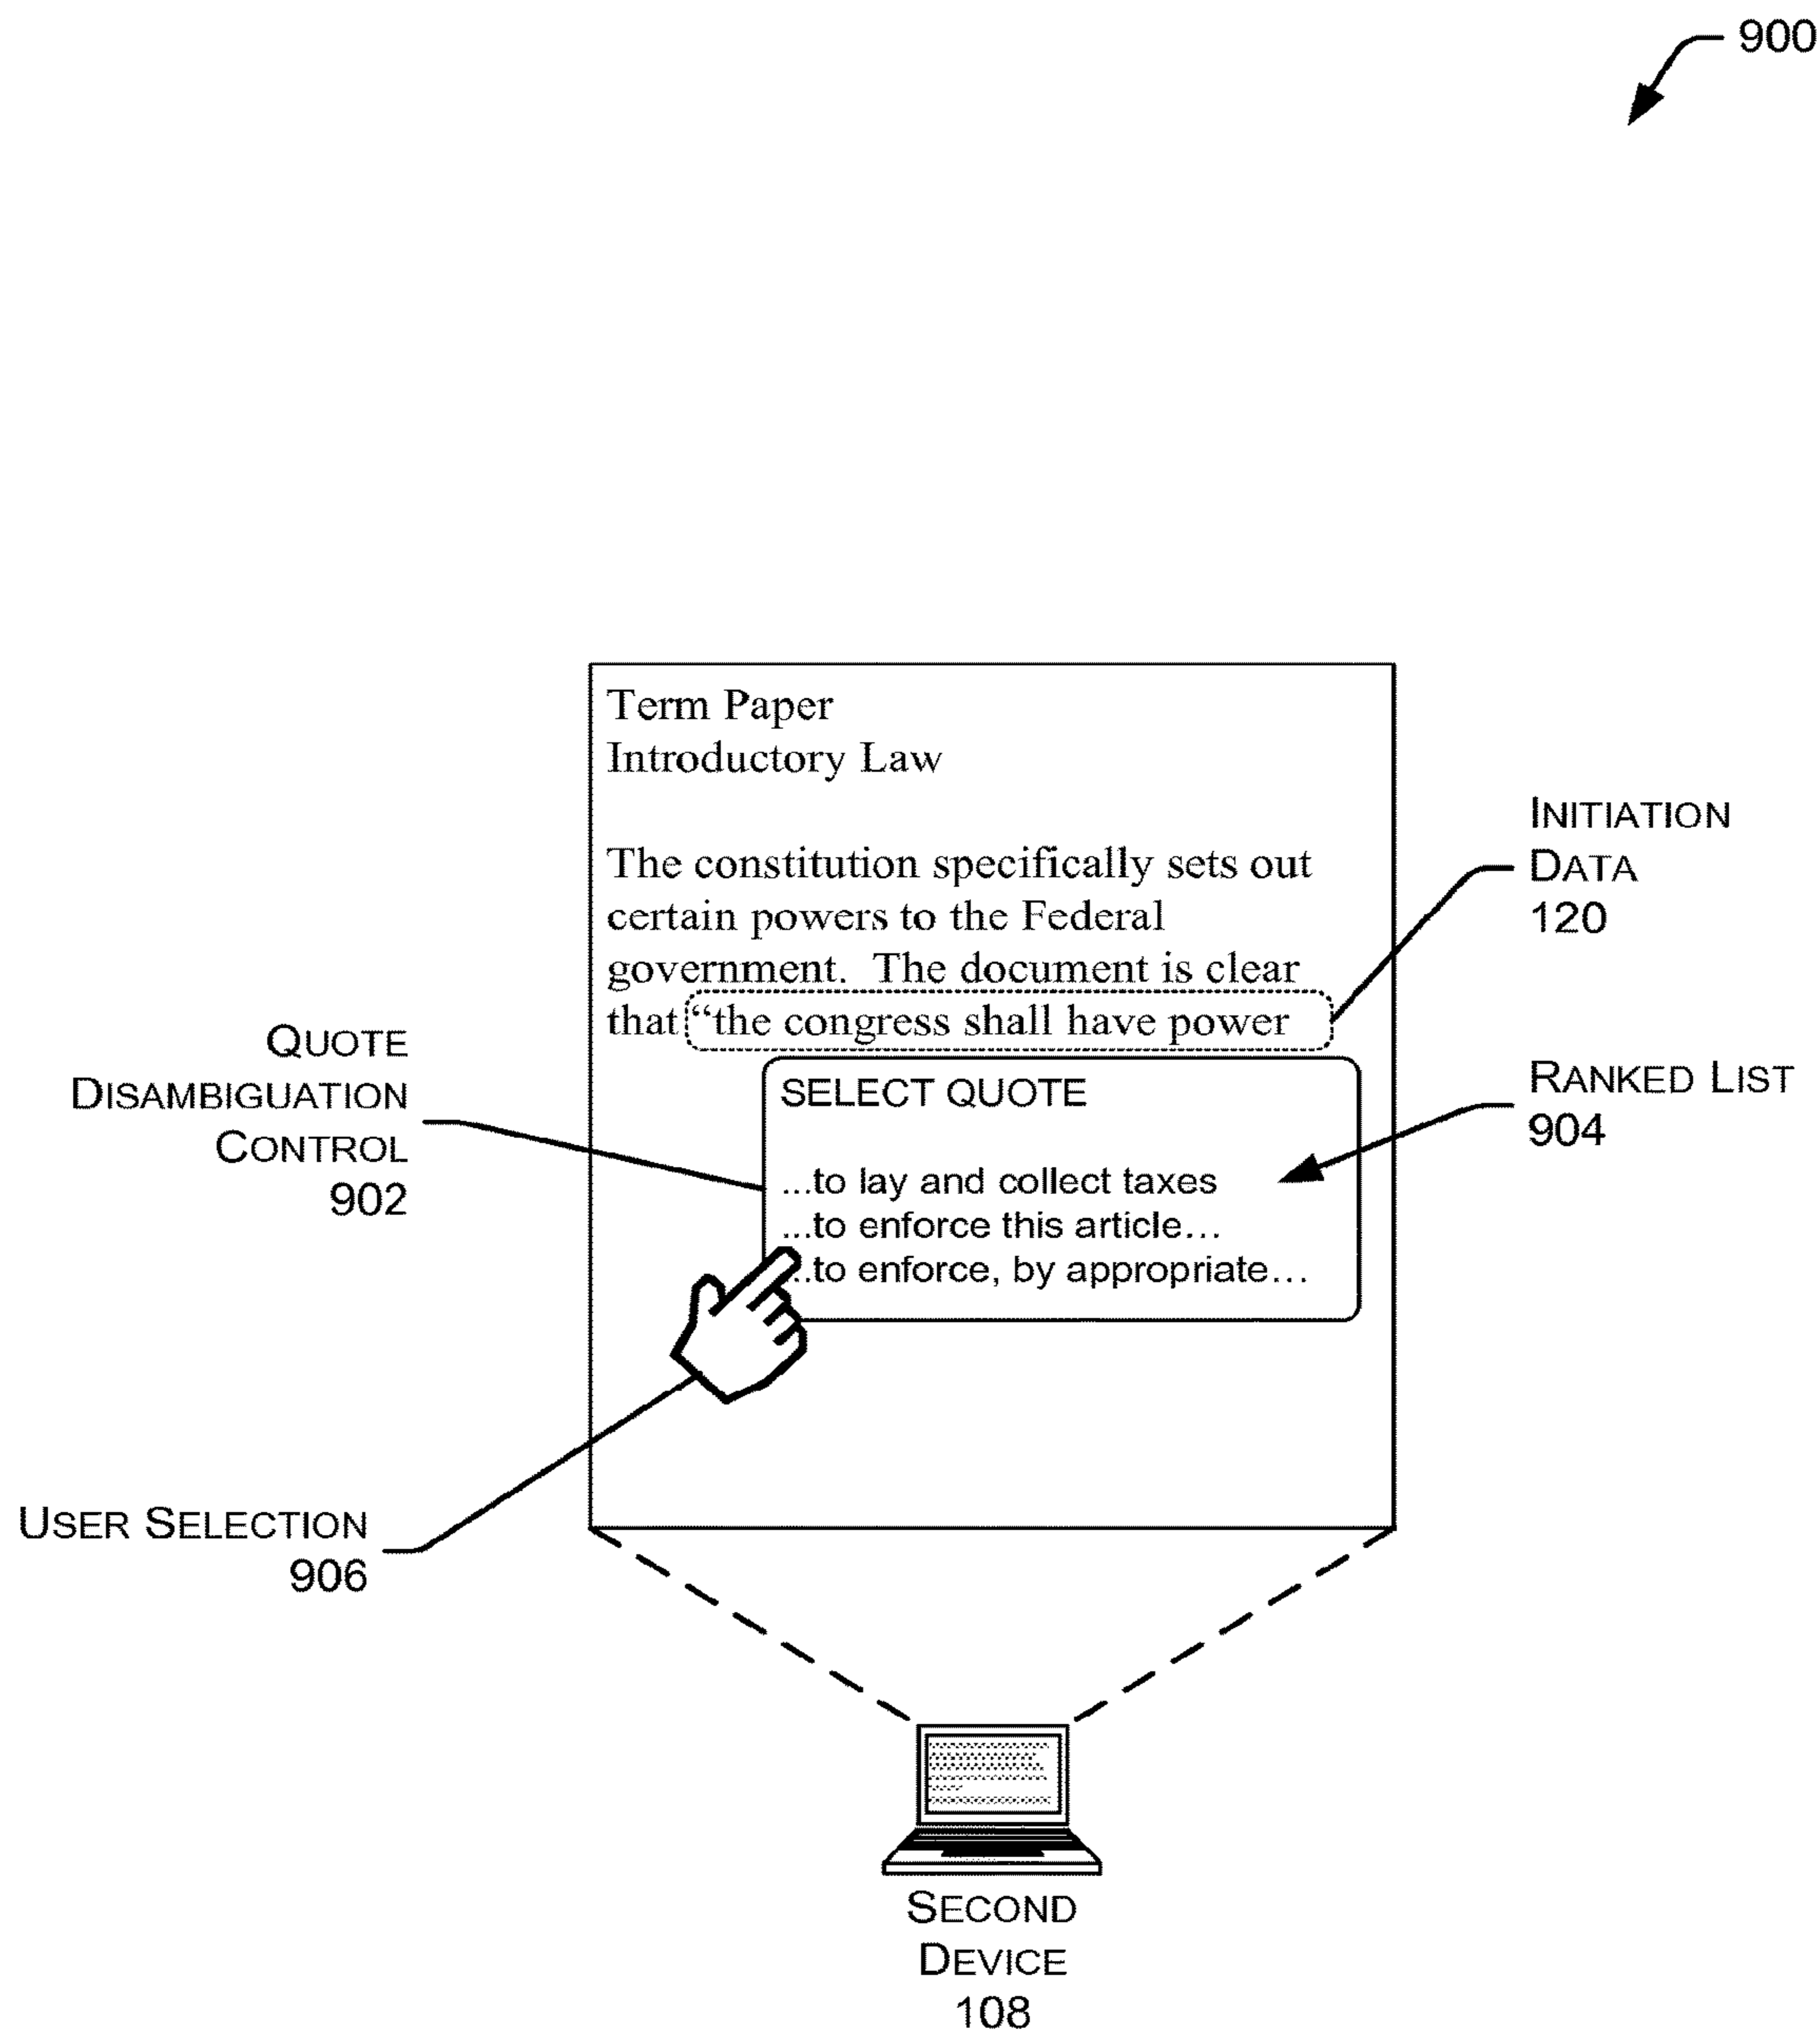 900
Term Paper
Introductory Law
The constitution specifically sets out
certain powers to the Federal
government.  The document is clear
that “the congress shall have power
INITIATION
DATA
120
QUOTE
DISAMBIGUATION
CONTROL
902
SELECT QUOTE
...to lay and collect taxes
...to enforce this article...
...to enforce, by appropriate...
RANKED LIST
904
USER SELECTION
906
SECOND
DEVICE
108